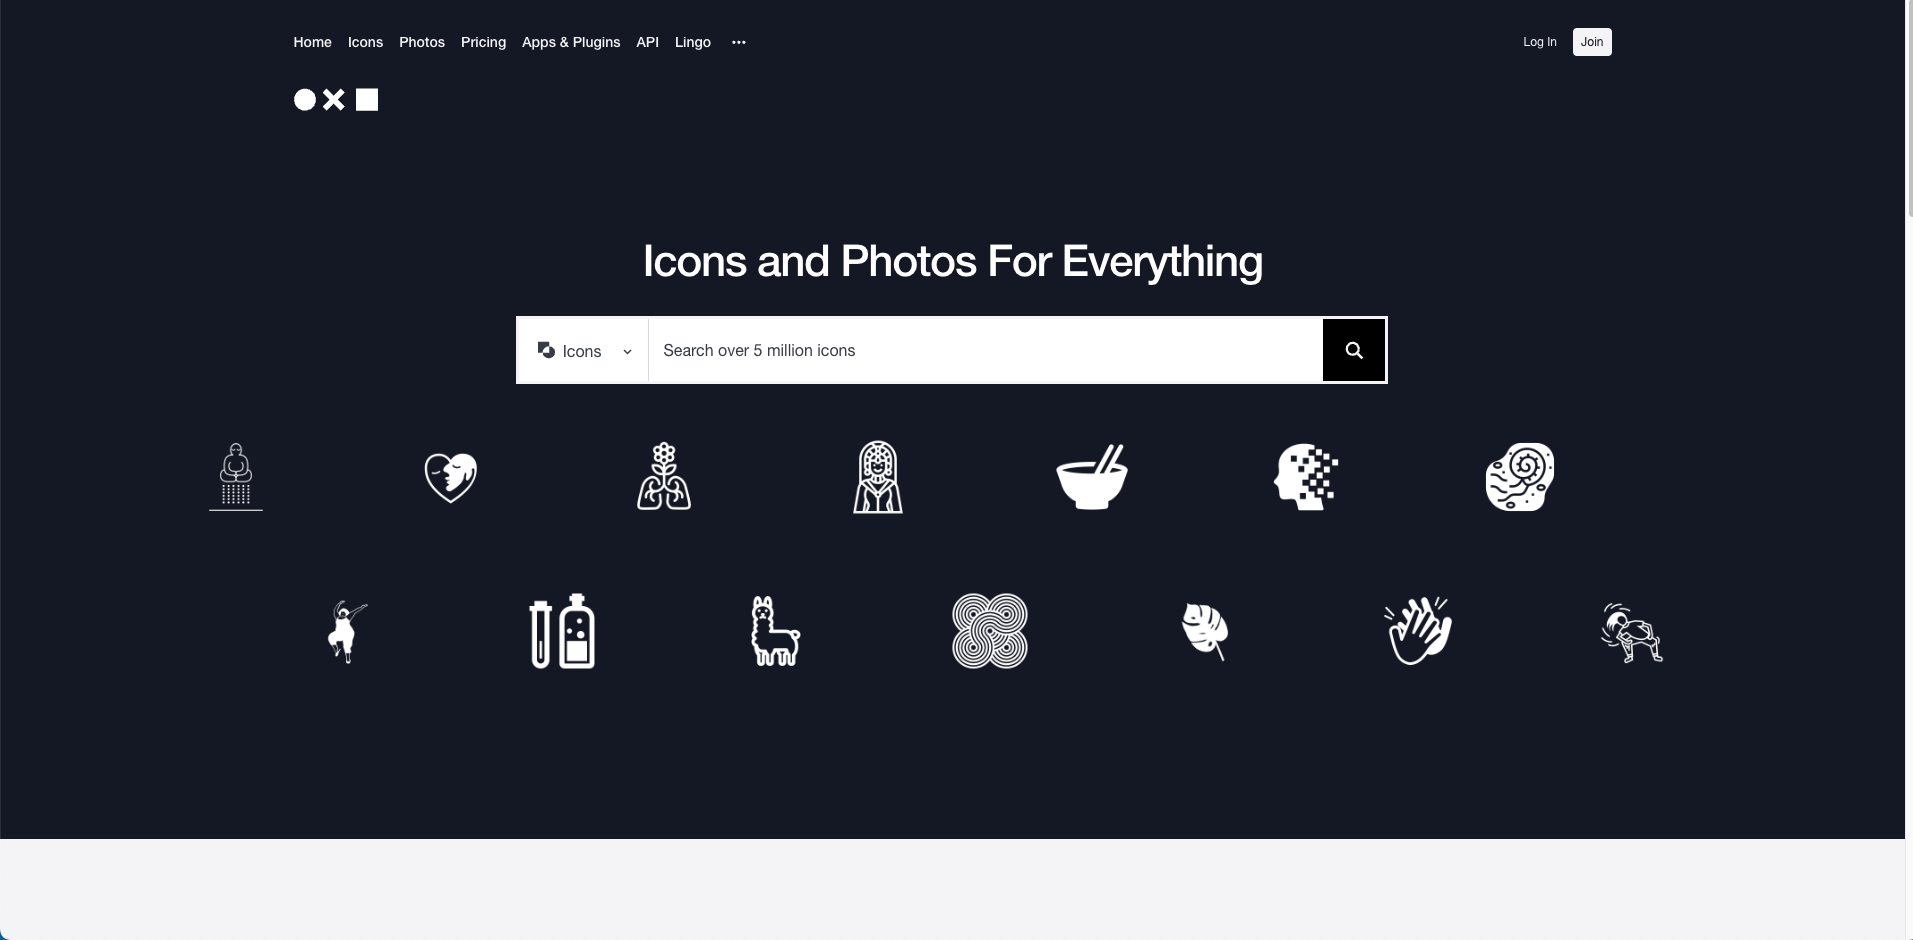 Home Icons Photos Pricing Apps & Plugins API Lingo ••• Log In Join
Icons and Photos For Everything
Icons Search over 5 million icons